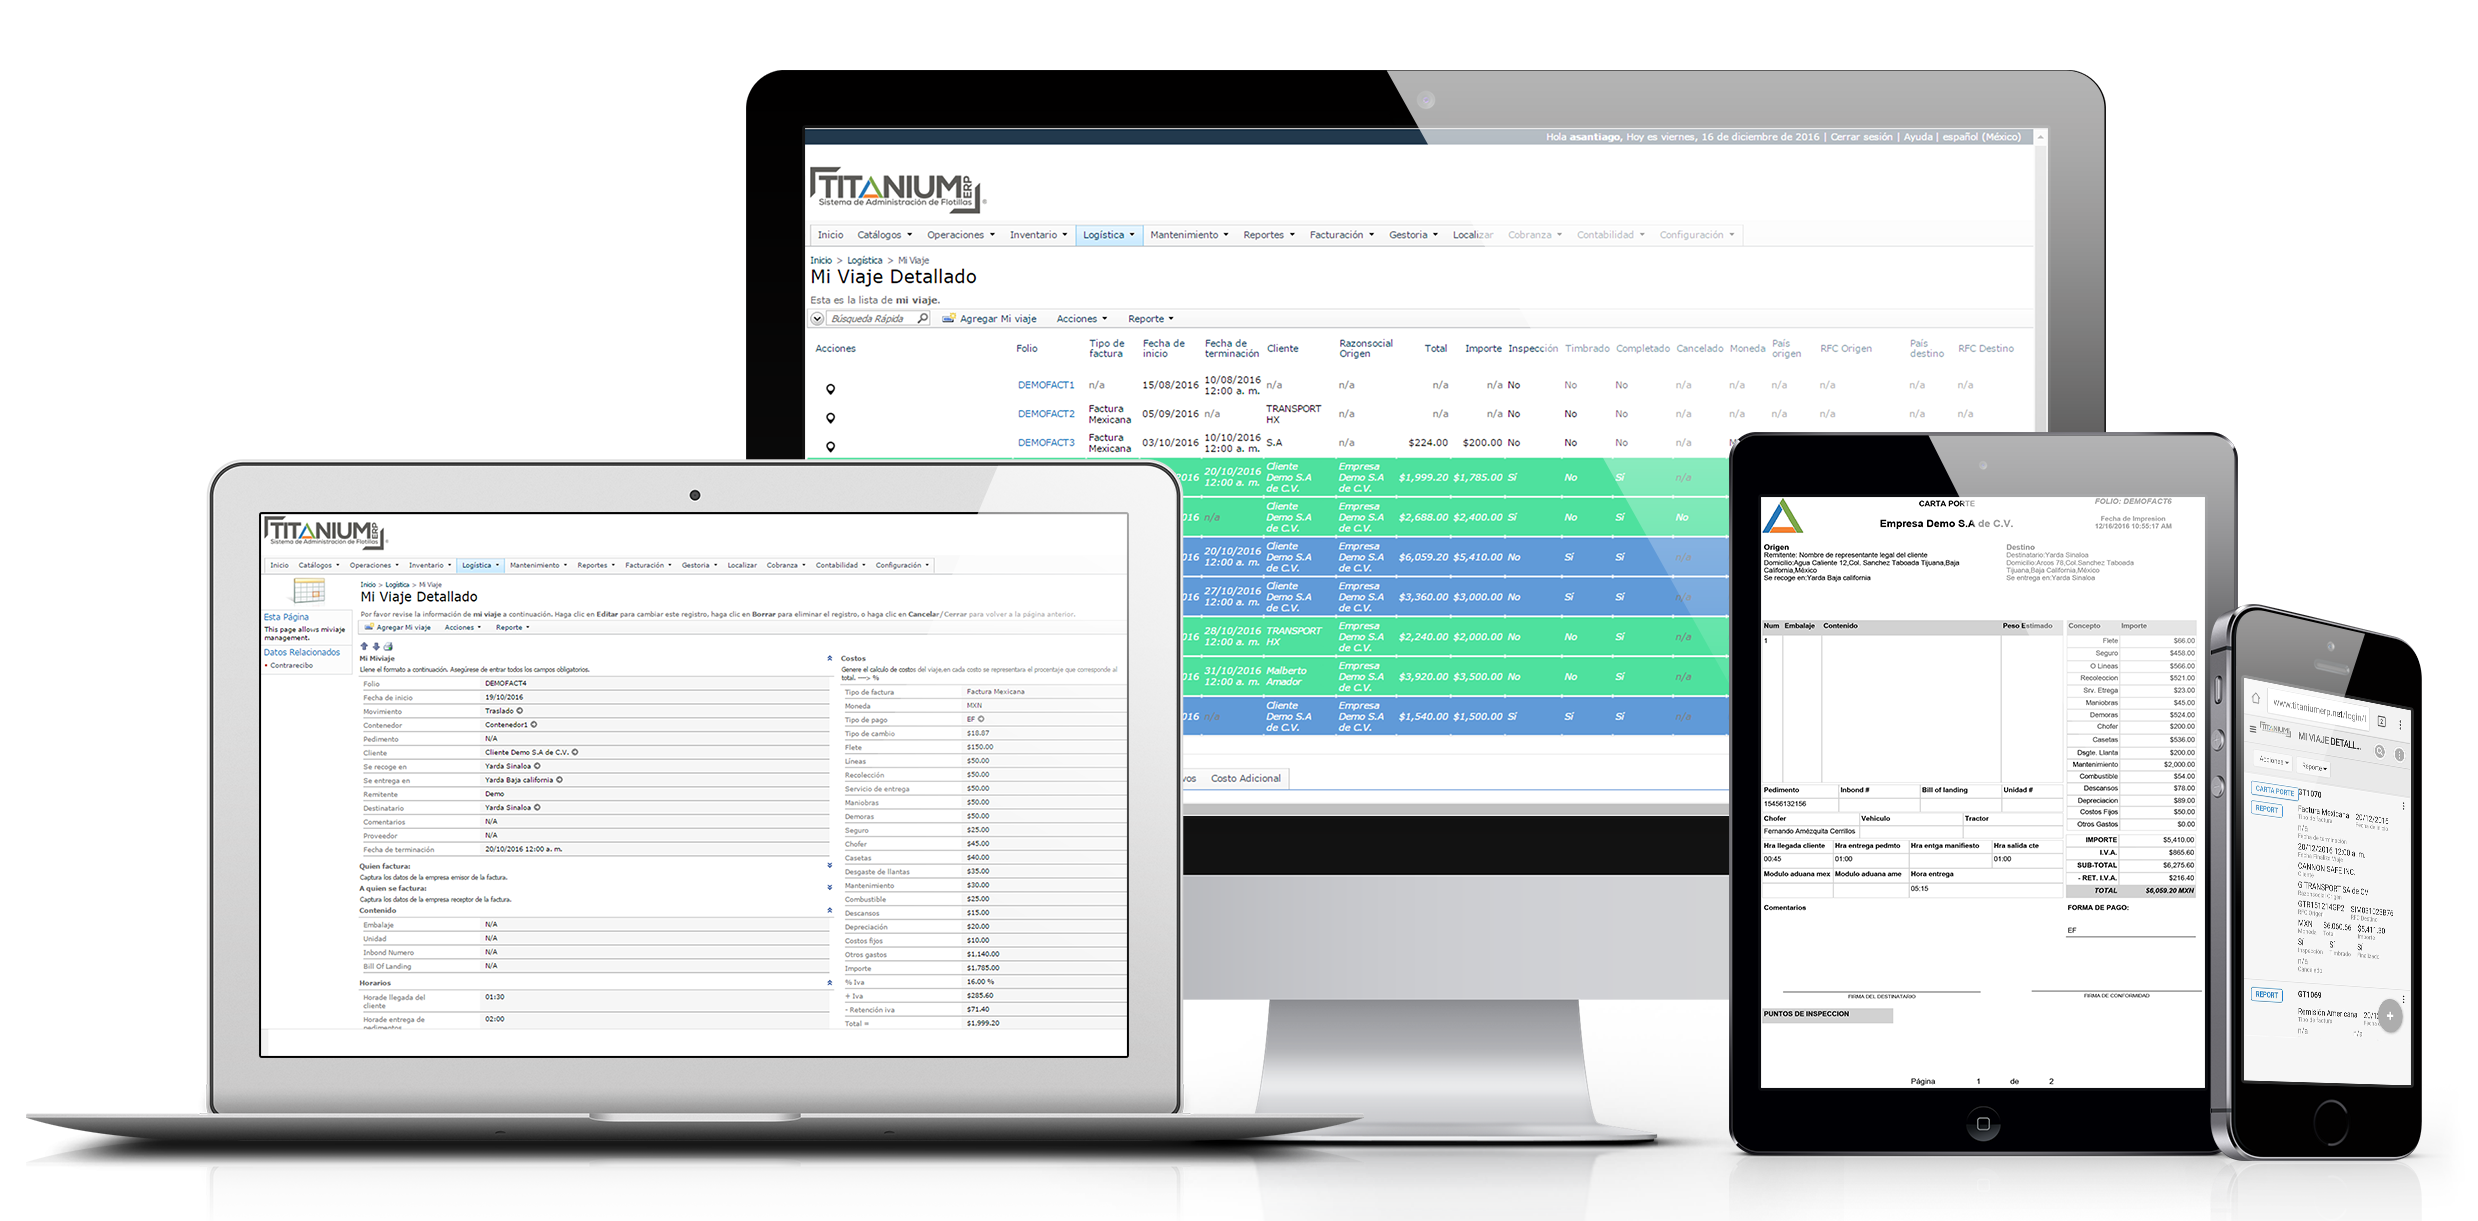 Hola asantiago, Hoy es viernes, 16 de diciembre de 2016 | Cerrar sesión | Ayuda | español (México)
TITANIUM ERP
Sistema de Administración de Flotillas
Inicio Catálogos Operaciones Inventario Logística Mantenimiento Reportes Facturación Gestoria Localizar Cobranza Contabilidad Configuración
Inicio > Logística > Mi Viaje
Mi Viaje Detallado
Esta es la lista de mi viaje.
Búsqueda Rápida Agregar Mi viaje Acciones Reporte
Acciones Folio Tipo de factura Fecha de inicio Fecha de terminación Cliente Razonsocial Origen Total Importe Inspección Timbrado Completado Cancelado Moneda País origen RFC Origen País destino RFC Destino
DEMOFACT1 n/a 15/08/2016 10/08/2016 12:00 a. m. n/a n/a n/a n/a No No No n/a n/a n/a n/a n/a n/a
DEMOFACT2 Factura Mexicana 05/09/2016 n/a TRANSPORT HX n/a n/a n/a No No No n/a n/a n/a n/a n/a n/a
DEMOFACT3 Factura Mexicana 03/10/2016 10/10/2016 12:00 a. m. S.A n/a $224.00 $200.00 No No No n/a n/a n/a n/a n/a
2016 20/10/2016 12:00 a. m. Cliente Demo S.A de C.V. Empresa Demo S.A de C.V. $1,999.20 $1,785.00 Sí No Sí n/a
016 n/a Cliente Demo S.A de C.V. Empresa Demo S.A de C.V. $2,688.00 $2,400.00 Sí No Sí No
016 20/10/2016 12:00 a. m. Cliente Demo S.A de C.V. Empresa Demo S.A de C.V. $6,059.20 $5,410.00 No Sí Sí n/a
016 27/10/2016 12:00 a. m. Cliente Demo S.A de C.V. Empresa Demo S.A de C.V. $3,360.00 $3,000.00 No Sí Sí n/a
016 28/10/2016 12:00 a. m. TRANSPORT HX Empresa Demo S.A de C.V. $2,240.00 $2,000.00 No No Sí n/a
016 31/10/2016 12:00 a. m. Malberto Amador Empresa Demo S.A de C.V. $3,920.00 $3,500.00 No No Sí n/a
016 n/a Cliente Demo S.A de C.V. Empresa Demo S.A de C.V. $1,540.00 $1,500.00 Sí Sí Sí n/a
vos Costo Adicional
TITANIUM ERP
Sistema de Administración de Flotillas
Inicio Catálogos Operaciones Inventario Logística Mantenimiento Reportes Facturación Gestoria Localizar Cobranza Contabilidad Configuración
Inicio > Logística > Mi Viaje
Mi Viaje Detallado
Por favor revise la información de mi viaje a continuación. Haga clic en Editar para cambiar este registro, haga clic en Borrar para eliminar el registro, o haga clic en Cancelar/Cerrar para volver a la página anterior.
Agregar Mi viaje Acciones Reporte
Esta Página
This page allows miviaje management.
Datos Relacionados
Contrarecibo
Mi Miviaje
Llene el formato a continuación. Asegúrese de entrar todos los campos obligatorios.
Folio DEMOFACT4
Fecha de inicio 19/10/2016
Movimiento Traslado
Contenedor Contenedor1
Pedimento N/A
Cliente Cliente Demo S.A de C.V.
Se recoge en Yarda Sinaloa
Se entrega en Yarda Baja california
Remitente Demo
Destinatario Yarda Sinaloa
Comentarios N/A
Proveedor N/A
Fecha de terminación 20/10/2016 12:00 a. m.
Quien factura:
Captura los datos de la empresa emisor de la factura.
A quien se factura:
Captura los datos de la empresa receptor de la factura.
Contenido
Embalaje N/A
Unidad N/A
Inbond Numero N/A
Bill Of Landing N/A
Horarios
Horade llegada del cliente 01:30
Horade entrega de pedimentos 02:00
Costos
Genere el calculo de costos del viaje,en cada costo se representara el procentaje que corresponde al total. ---> %
Tipo de factura Factura Mexicana
Moneda MXN
Tipo de pago EF
Tipo de cambio $18.87
Flete $150.00
Líneas $50.00
Recolección $50.00
Servicio de entrega $50.00
Maniobras $50.00
Demoras $50.00
Seguro $25.00
Chofer $45.00
Casetas $40.00
Desgaste de llantas $35.00
Mantenimiento $30.00
Combustible $25.00
Descansos $15.00
Depreciación $20.00
Costos fijos $10.00
Otros gastos $1,140.00
Importe $1,785.00
% Iva 16.00 %
+ Iva $285.60
- Retención iva $71.40
Total = $1,999.20
CARTA PORTE
FOLIO: DEMOFACT6
Empresa Demo S.A de C.V.
Fecha de Impresion
12/16/2016 10:55:17 AM
Origen
Remitente: Nombre de representante legal del cliente
Domicilio:Agua Caliente 12,Col. Sanchez Taboada Tijuana,Baja California,México
Se recoge en:Yarda Baja california
Destino
Destinatario:Yarda Sinaloa
Domicilio:Arcos 78,Col.Sanchez Taboada Tijuana,Baja California,México
Se entrega en:Yarda Sinaloa
Num Embalaje Contenido Peso Estimado Concepto Importe
1
Flete $66.00
Seguro $458.00
O Lineas $566.00
Recoleccion $521.00
Srv. Etrega $23.00
Maniobras $45.00
Demoras $524.00
Chofer $200.00
Casetas $536.00
Dsgte. Llanta $200.00
Mantenimiento $2,000.00
Combustible $54.00
Descansos $78.00
Depreciacion $89.00
Costos Fijos $50.00
Otros Gastos $0.00
IMPORTE $5,410.00
I.V.A. $865.60
SUB-TOTAL $6,275.60
- RET. I.V.A. $216.40
TOTAL $6,059.20 MXN
Pedimento Inbond # Bill of landing Unidad #
15456132156
Chofer Vehiculo Tractor
Fernando Amézquita Cerrillos
Hra llegada cliente Hra entrega pedmto Hra entga manifiesto Hra salida cte
00:45 01:00 01:00
Modulo aduana mex Modulo aduana ame Hora entrega
05:15
Comentarios
FORMA DE PAGO:
EF
FIRMA DEL DESTINATARIO
FIRMA DE CONFORMIDAD
PUNTOS DE INSPECCION
Página 1 de 2
www.titaniumerp.net/login/
2
TITANIUM
MI VIAJE DETALL...
Acciones Reporte
CARTA PORTE GT1070
REPORT
Factura Mexicana 20/12/2016
Tipo de factura Fecha de inicio
n/a
20/12/2016 12:00 a. m.
CANNON SAFE INC.
Cliente
G TRANSPORT SA de CV
Razonsocial Origen
RFC Origen RFC Destino
MXN $6,060.56
Moneda Total Importe
Sí Sí Sí
Inspección Timbrado
n/a
Cancelado
REPORT GT1069
Remisión Americana
Tipo de factura
n/a n/a